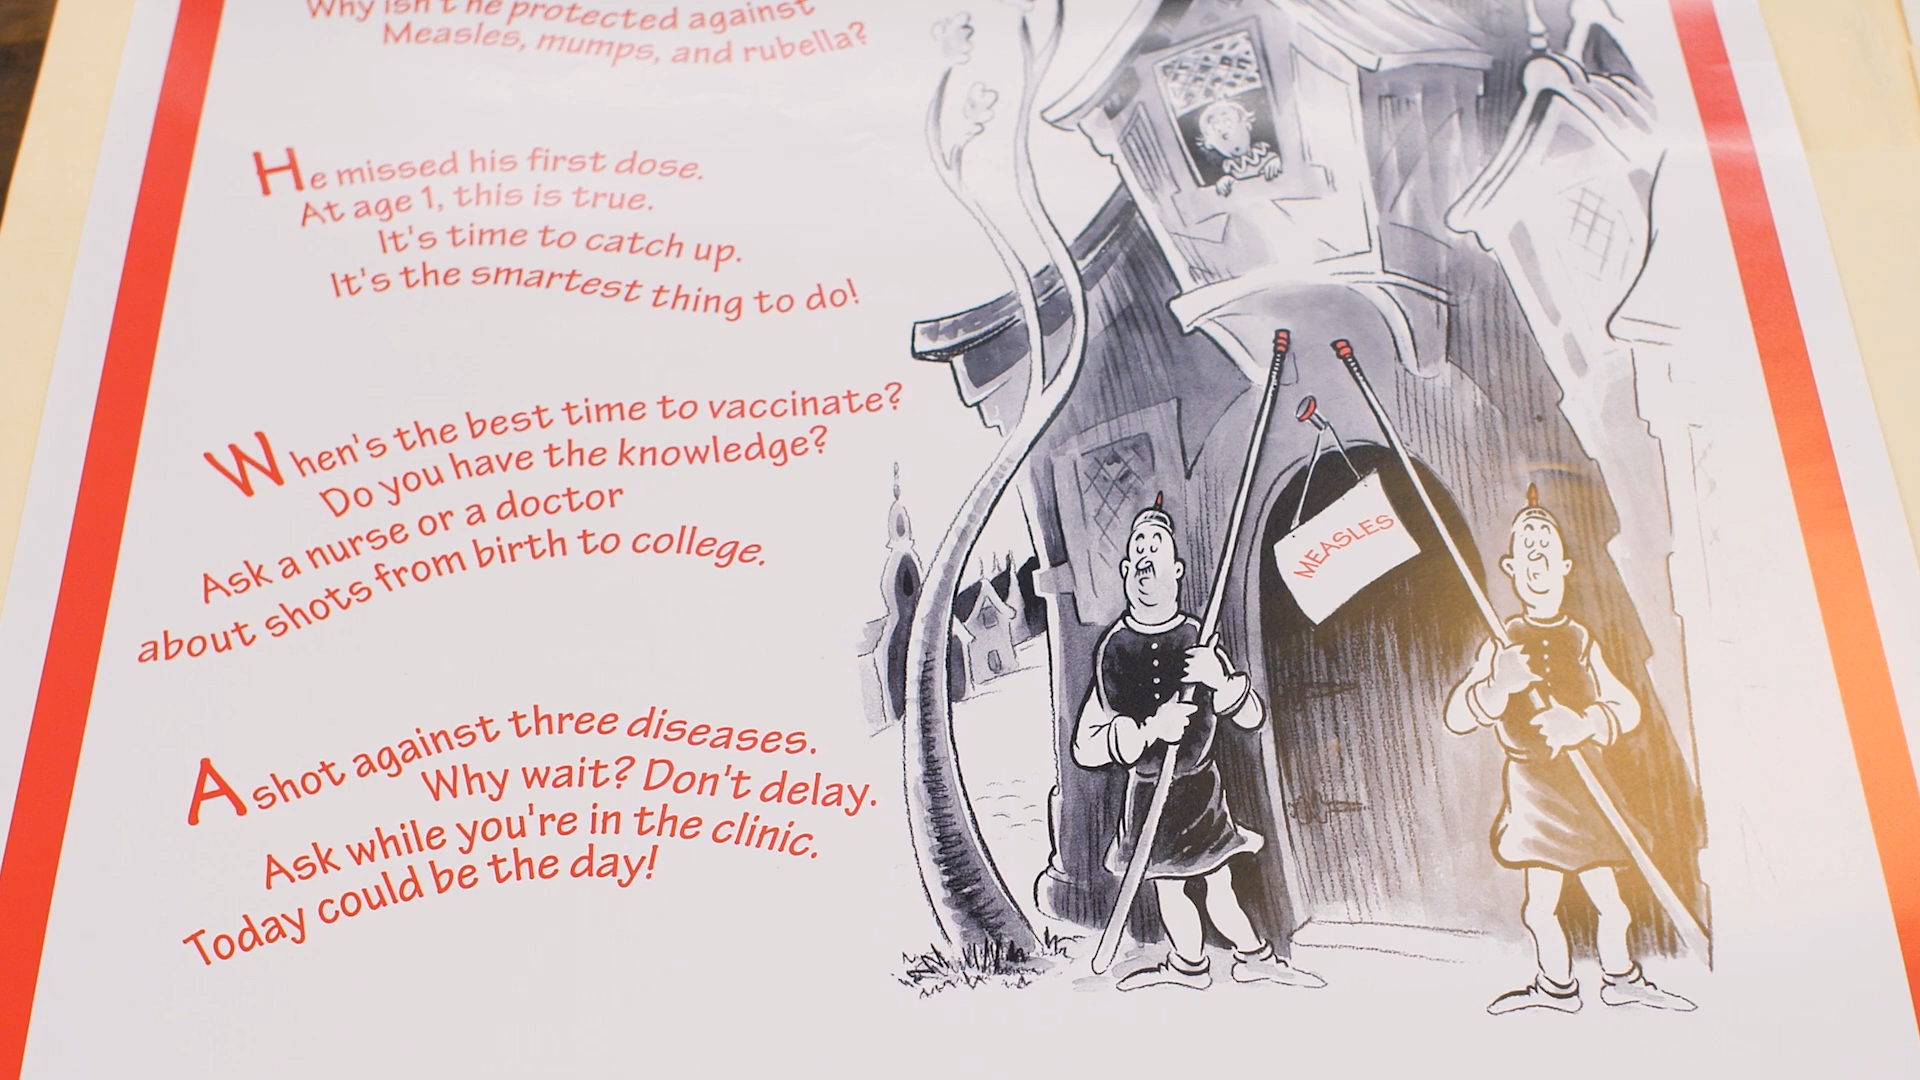 Why isn't he protected against
Measles, mumps, and rubella?
He missed his first dose.
At age 1, this is true.
It's time to catch up.
It's the smartest thing to do!
When's the best time to vaccinate?
Do you have the knowledge?
Ask a nurse or a doctor
about shots from birth to college.
A shot against three diseases.
Why wait? Don't delay.
Ask while you're in the clinic.
Today could be the day!
MEASLES